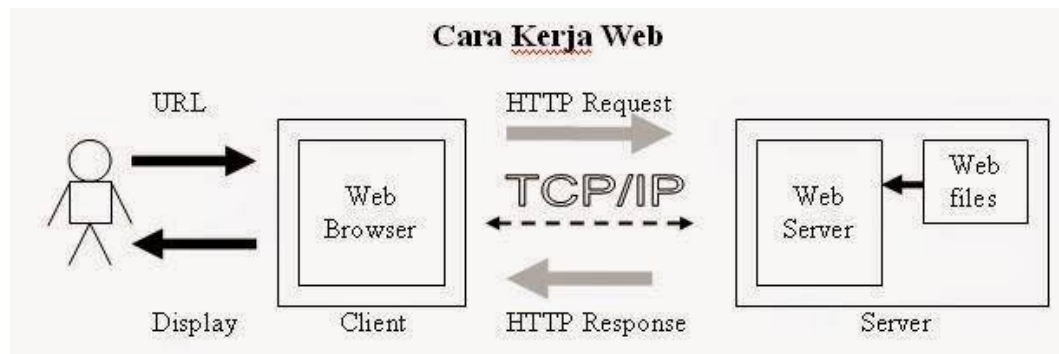 Cara Kerja Web
URL
HTTP Request
Web
Browser
TCP/IP
Web
Server
Web
files
Display
Client
HTTP Response
Server